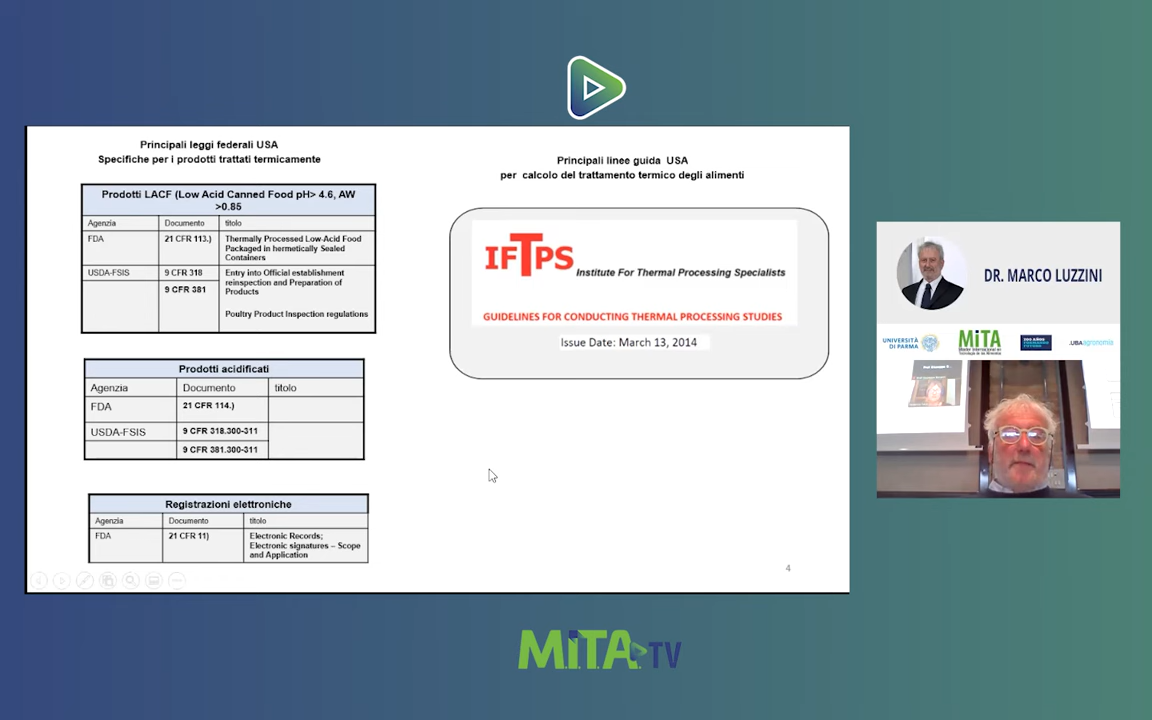 Principali leggi federali USA
Specifiche per i prodotti trattati termicamente
Prodotti LACF (Low Acid Canned Food pH> 4.6, AW
>0.85
Agenzia Documento titolo
FDA 21 CFR 113.) Thermally Processed Low-Acid Food
Packaged in hermetically Sealed
Containers
USDA-FSIS 9 CFR 318 Entry into Official establishment
reinspection and Preparation of
9 CFR 381 Products
Poultry Product Inspection regulations
Prodotti acidificati
Agenzia Documento titolo
FDA 21 CFR 114.)
USDA-FSIS 9 CFR 318.300-311
9 CFR 381.300-311
Registrazioni elettroniche
Agenzia Documento titolo
FDA 21 CFR 11) Electronic Records;
Electronic signatures – Scope
and Application
Principali linee guida USA
per calcolo del trattamento termico degli alimenti
IFTPS Institute For Thermal Processing Specialists
GUIDELINES FOR CONDUCTING THERMAL PROCESSING STUDIES
Issue Date: March 13, 2014
4
DR. MARCO LUZZINI
UNIVERSITÀ
DI PARMA
MiTA
.UBAagronomia
M.I.T.A. TV